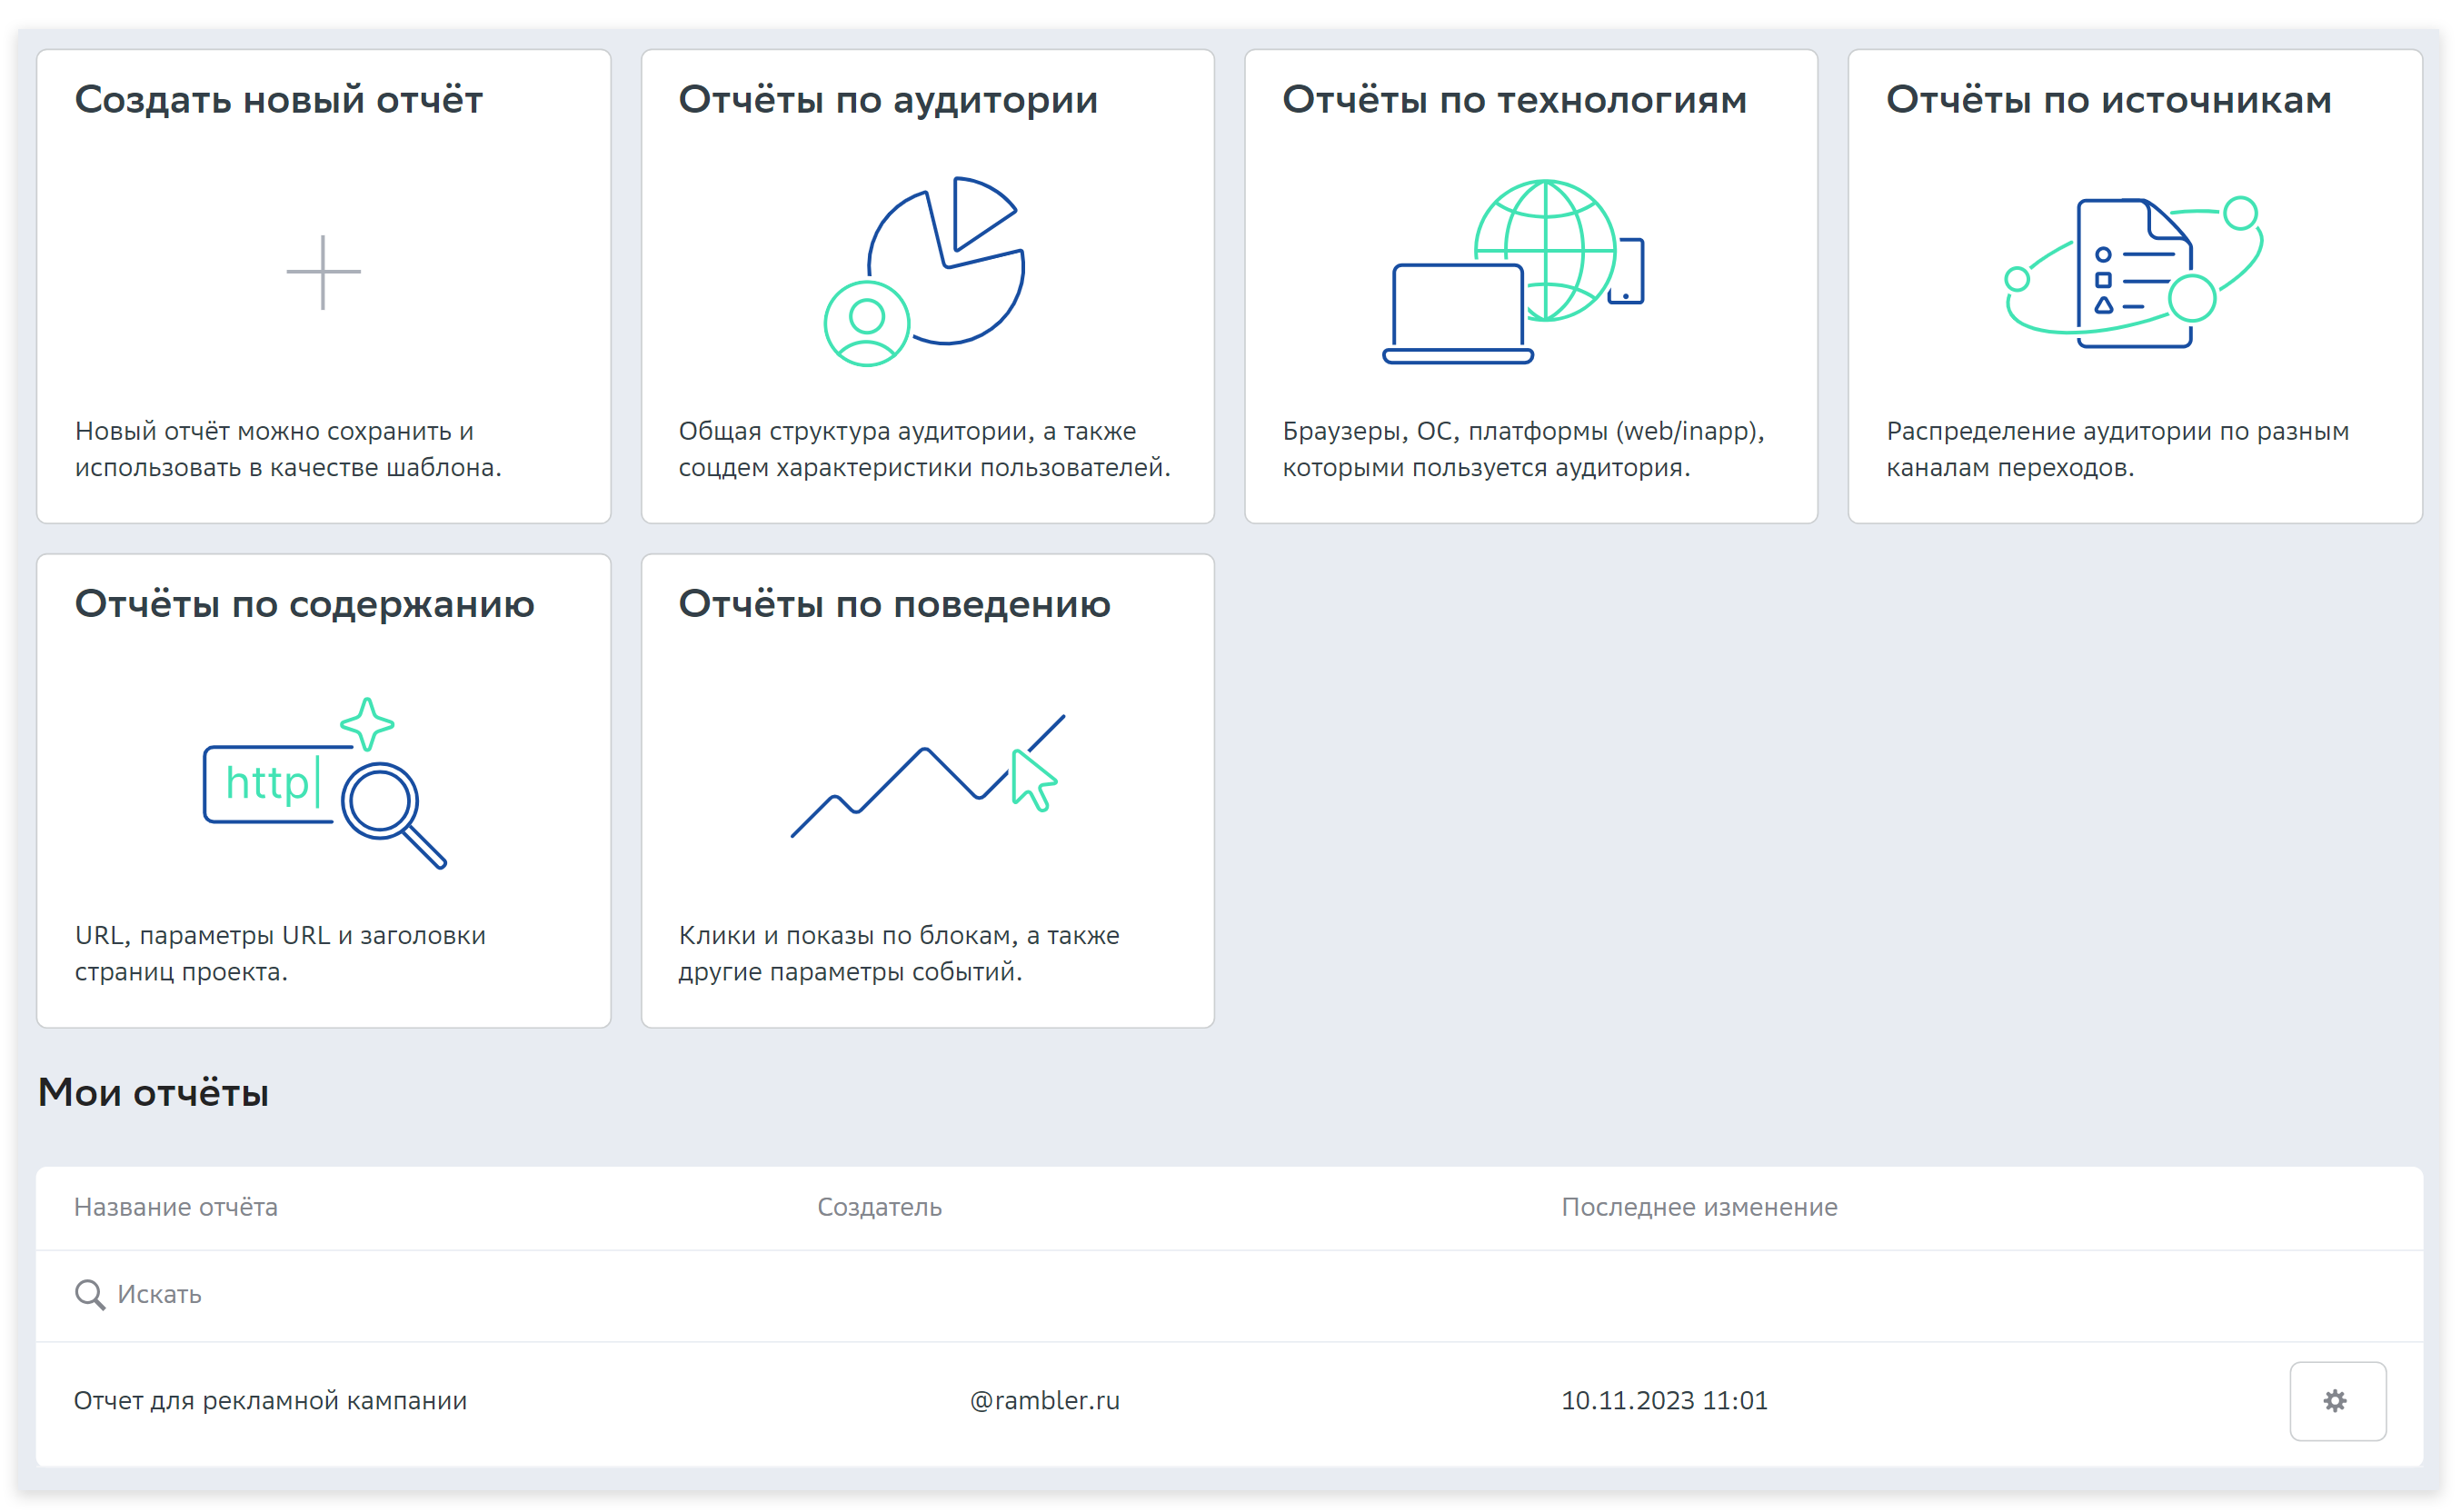 Создать новый отчёт
Новый отчёт можно сохранить и
использовать в качестве шаблона.
Отчёты по аудитории
Общая структура аудитории, а также
соцдем характеристики пользователей.
Отчёты по технологиям
Браузеры, ОС, платформы (web/inapp),
которыми пользуется аудитория.
Отчёты по источникам
Распределение аудитории по разным
каналам переходов.
Отчёты по содержанию
http
URL, параметры URL и заголовки
страниц проекта.
Отчёты по поведению
Клики и показы по блокам, а также
другие параметры событий.
Мои отчёты
Название отчёта Создатель Последнее изменение
Искать
Отчет для рекламной кампании @rambler.ru 10.11.2023 11:01